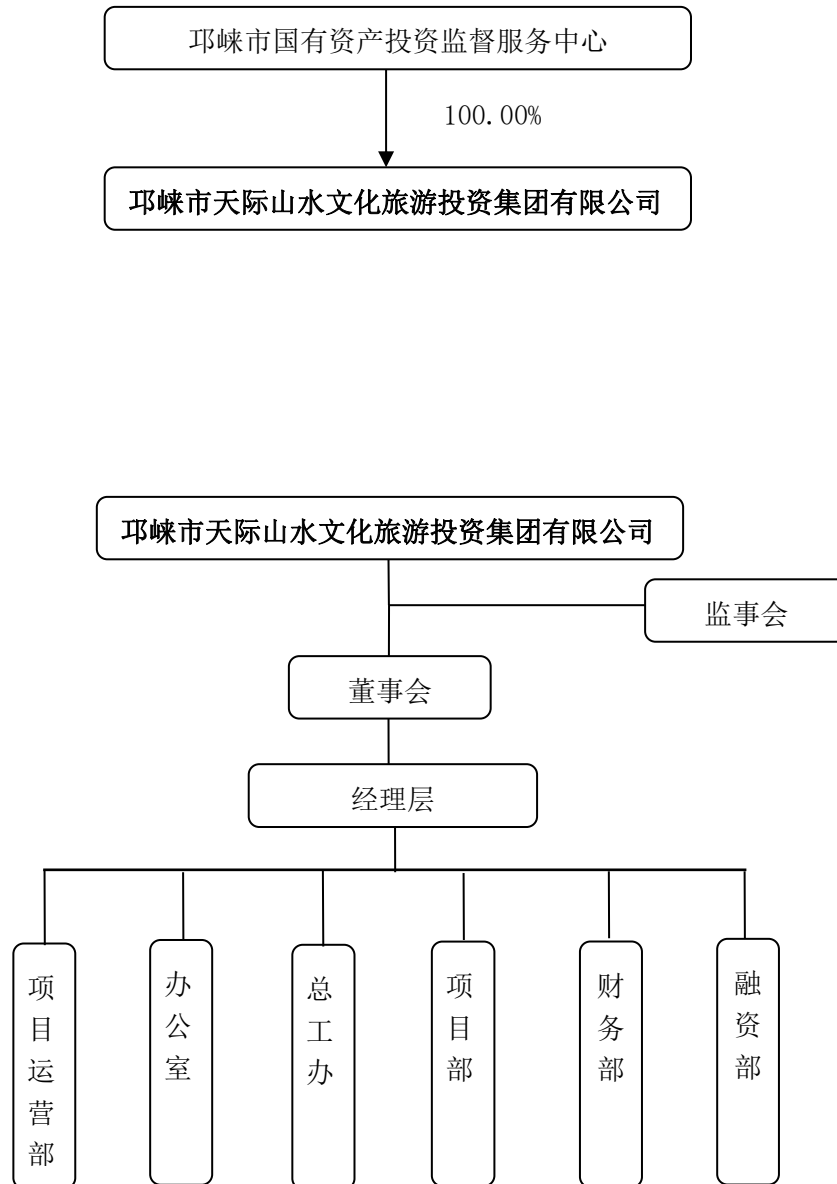 邛崃市国有资产投资监督服务中心
100.00%
邛崃市天际山水文化旅游投资集团有限公司
邛崃市天际山水文化旅游投资集团有限公司
监事会
董事会
经理层
项目运营部
办公室
总工办
项目部
财务部
融资部